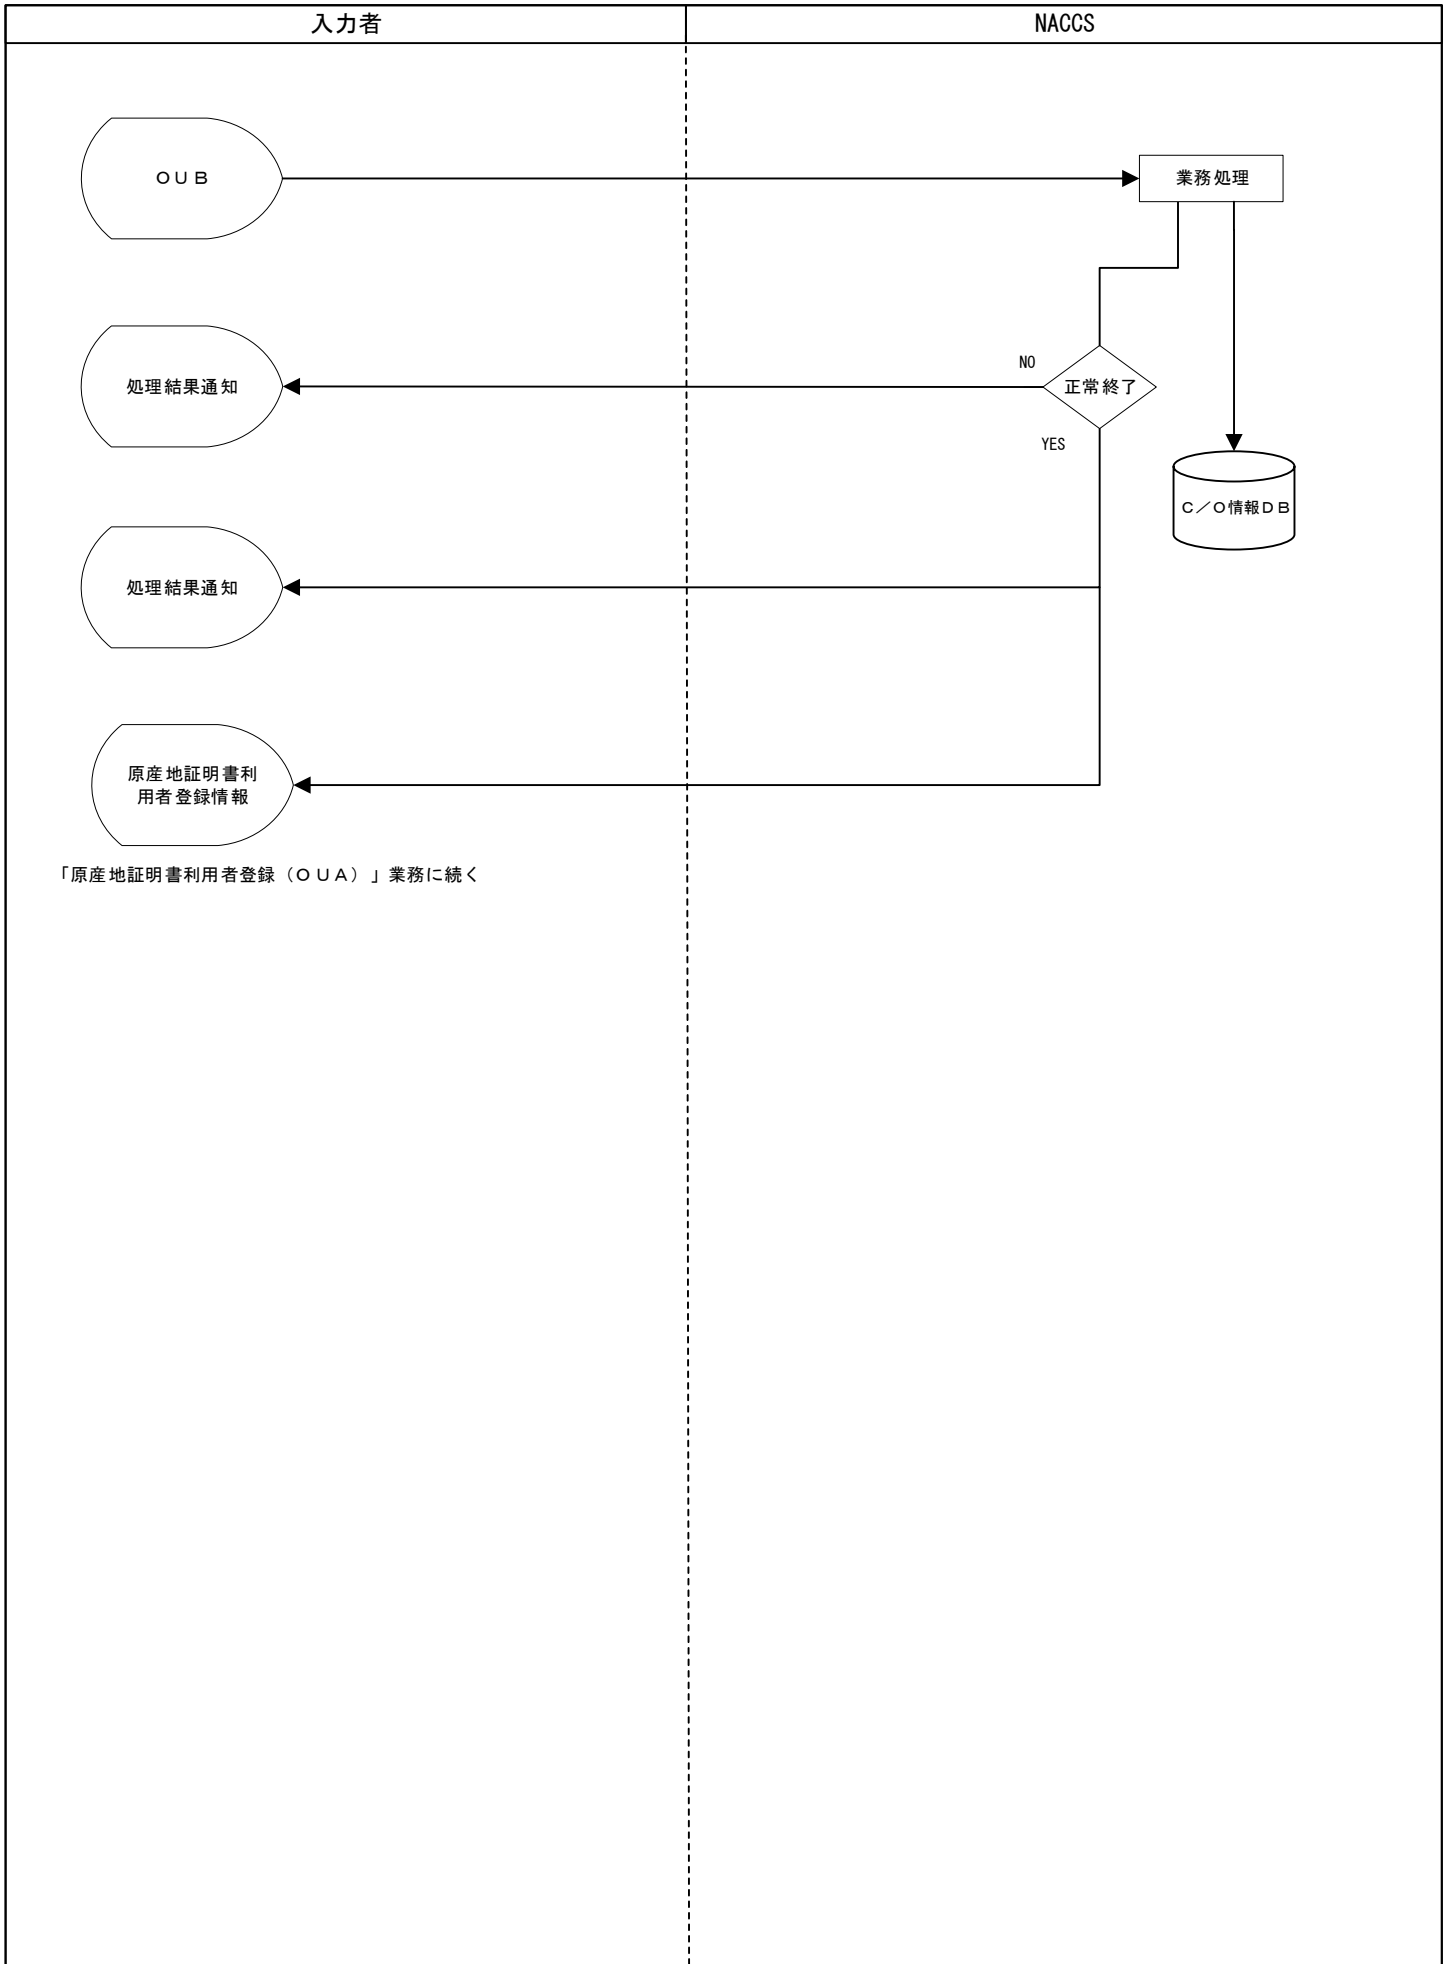 入力者
NACCS
ＯＵＢ
業務処理
処理結果通知
NO
正常終了
YES
Ｃ／Ｏ情報ＤＢ
処理結果通知
原産地証明書利
用者登録情報
「原産地証明書利用者登録（ＯＵＡ）」業務に続く